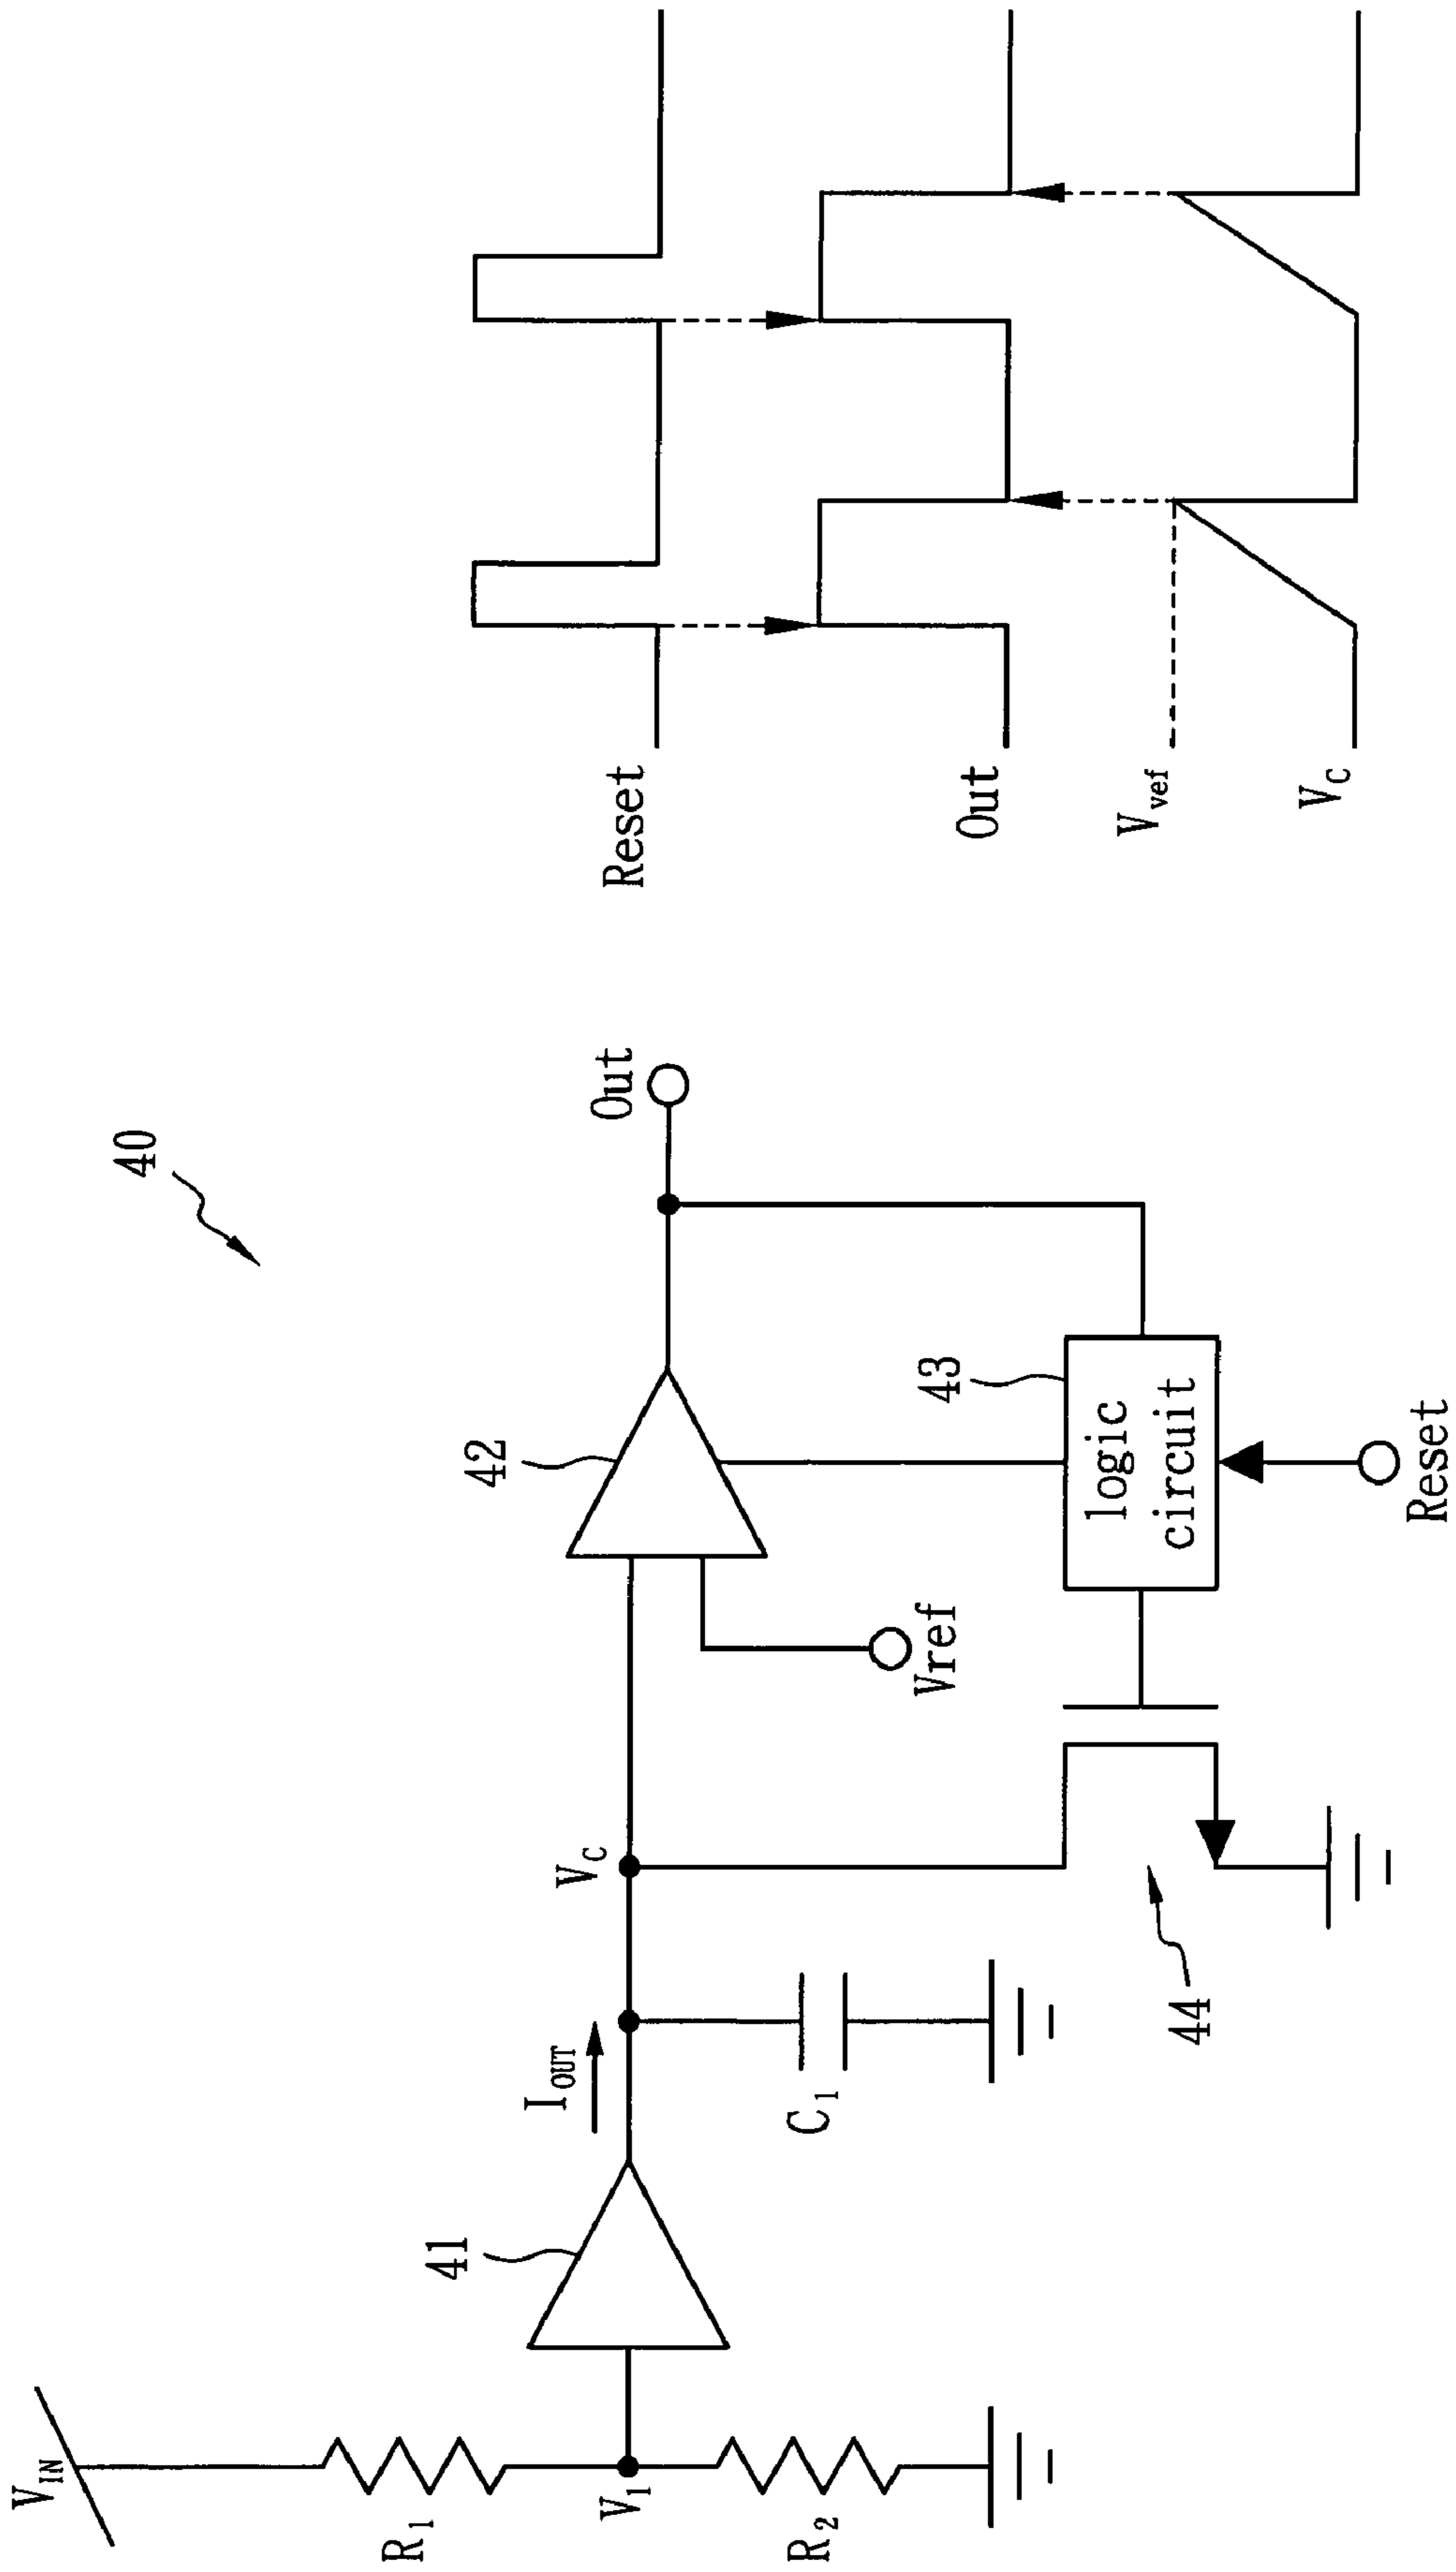 40
V_IN
R_1
V_1
R_2
41
I_OUT
C_1
V_C
44
42
Vref
43
logic
circuit
Reset
Out
Reset
Out
V_vef
V_C